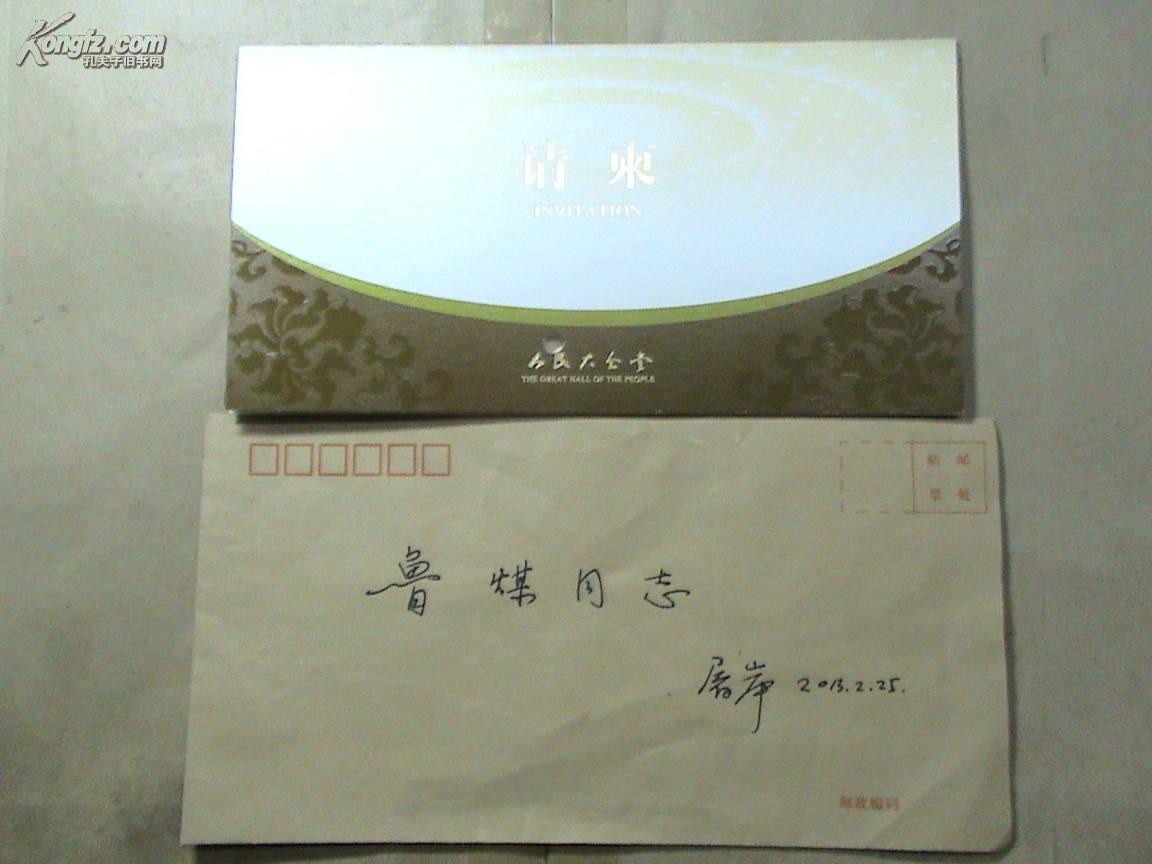 Kongfz.com
孔夫子旧书网
请柬
INVITATION
人民大会堂
THE GREAT HALL OF THE PEOPLE
贴 邮
票 处
鲁煤同志
屠岸 2013.2.25.
邮政编码